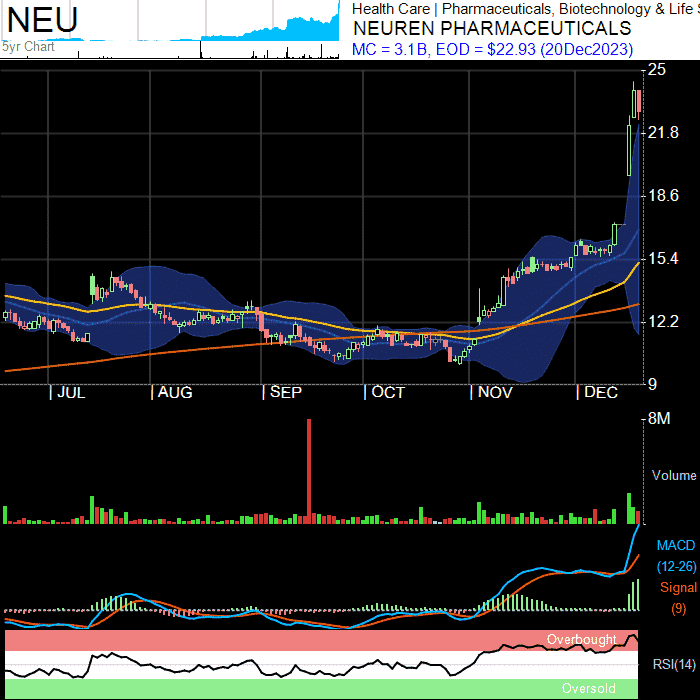 NEU
5yr Chart
Health Care | Pharmaceuticals, Biotechnology & Life S
NEUREN PHARMACEUTICALS
MC = 3.1B, EOD = $22.93 (20Dec2023)
25
21.8
18.6
15.4
12.2
9
| JUL | AUG | SEP | OCT | NOV | DEC
8M
Volume
MACD
(12-26)
Signal
(9)
Overbought
RSI(14)
Oversold